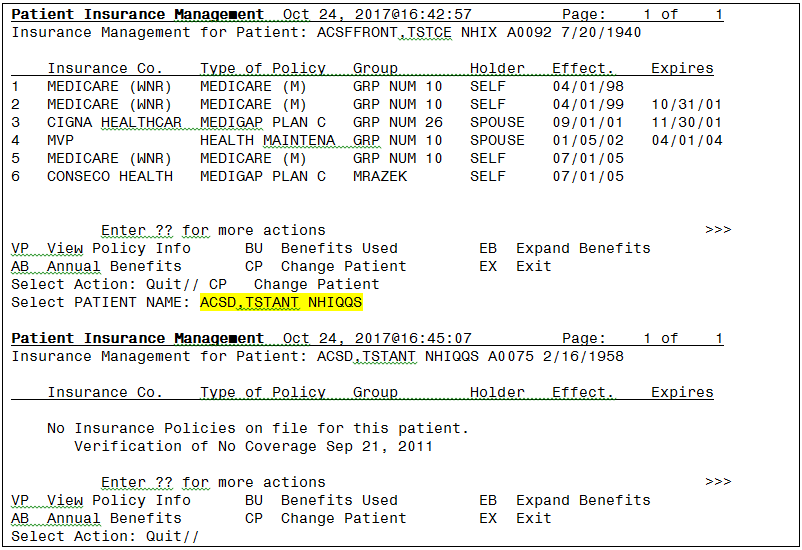 Patient Insurance Management  Oct 24, 2017@16:42:57          Page:    1 of    1
Insurance Management for Patient: ACSFFRONT,TSTCE NHIX A0092 7/20/1940
    Insurance Co.    Type of Policy   Group        Holder   Effect.    Expires
1   MEDICARE (WNR)   MEDICARE (M)     GRP NUM 10   SELF     04/01/98
2   MEDICARE (WNR)   MEDICARE (M)     GRP NUM 10   SELF     04/01/99   10/31/01
3   CIGNA HEALTHCAR  MEDIGAP PLAN C   GRP NUM 26   SPOUSE   09/01/01   11/30/01
4   MVP              HEALTH MAINTENA  GRP NUM 10   SPOUSE   01/05/02   04/01/04
5   MEDICARE (WNR)   MEDICARE (M)     GRP NUM 10   SELF     07/01/05
6   CONSECO HEALTH   MEDIGAP PLAN C   MRAZEK       SELF     07/01/05
          Enter ?? for more actions                                          >>>
VP  View Policy Info      BU  Benefits Used         EB  Expand Benefits
AB  Annual Benefits       CP  Change Patient        EX  Exit
Select Action: Quit// CP   Change Patient
Select PATIENT NAME: ACSD,TSTANT NHIQQS
Patient Insurance Management  Oct 24, 2017@16:45:07          Page:    1 of    1
Insurance Management for Patient: ACSD,TSTANT NHIQQS A0075 2/16/1958
    Insurance Co.    Type of Policy   Group        Holder   Effect.    Expires
    No Insurance Policies on file for this patient.
       Verification of No Coverage Sep 21, 2011
          Enter ?? for more actions                                          >>>
VP  View Policy Info      BU  Benefits Used         EB  Expand Benefits
AB  Annual Benefits       CP  Change Patient        EX  Exit
Select Action: Quit//